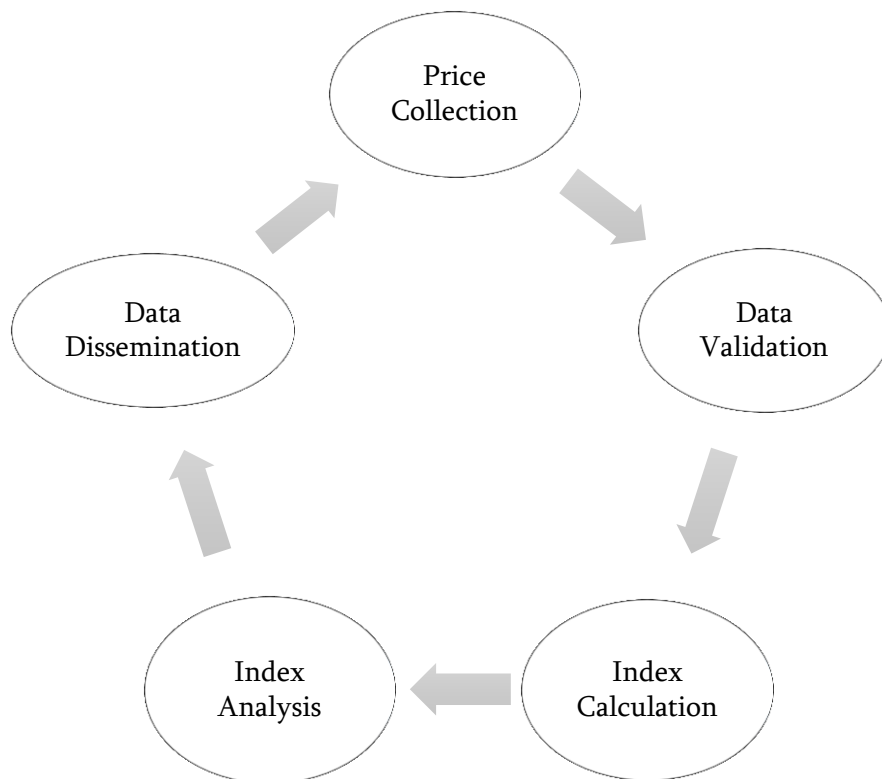 Price
Collection
Data
Validation
Index
Calculation
Index
Analysis
Data
Dissemination